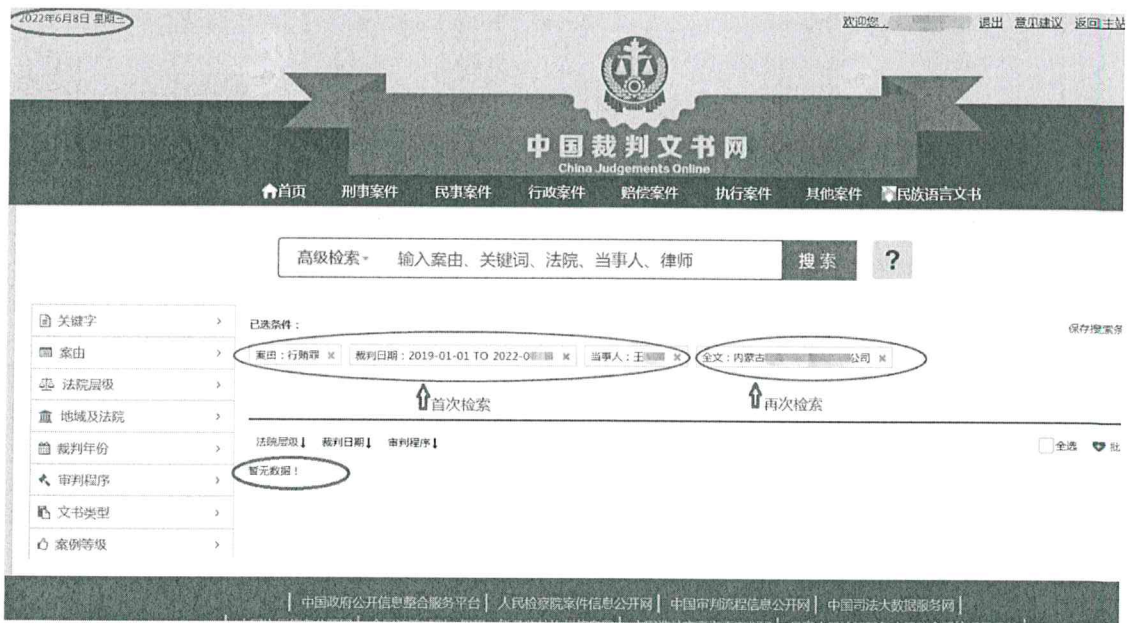 2022年6月8日 星期三
欢迎您， 退出 意见建议 返回主站
中国裁判文书网
China Judgements Online
首页 刑事案件 民事案件 行政案件 赔偿案件 执行案件 其他案件 民族语言文书
高级检索 输入案由、关键词、法院、当事人、律师 搜索 ?
关键字
案由
法院层级
地域及法院
裁判年份
审判程序
文书类型
案例等级
已选条件：
保存搜索条
案由：行贿罪 × 裁判日期：2019-01-01 TO 2022-0 × 当事人：王 × 全文：内蒙古 公司 ×
首次检索 再次检索
法院层级 裁判日期 审判程序
全选 批
暂无数据！
中国政府公开信息整合服务平台 | 人民检察院案件信息公开网 | 中国审判流程信息公开网 | 中国司法大数据服务网 |